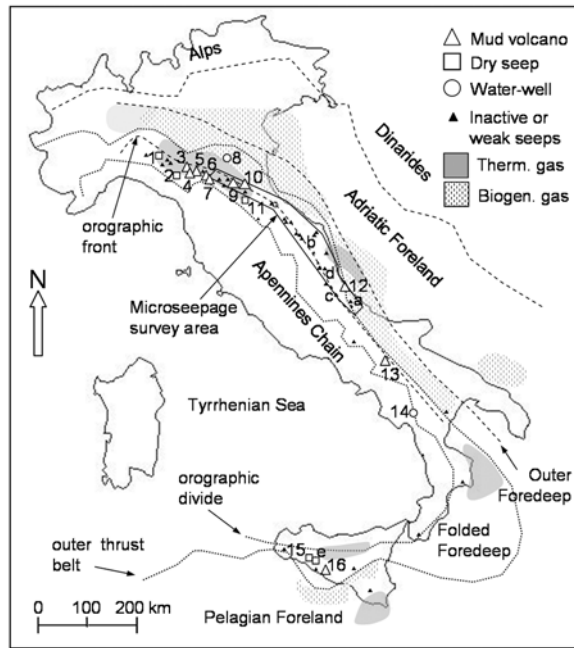 Alps
Mud volcano
Dry seep
Water-well
Inactive or
weak seeps
Therm. gas
Biogen. gas
Dinarides
Adriatic Foreland
1
2
3
4
5
6
7
8
9
10
11
orographic
front
b
d
c
a
12
N
Microseepage
survey area
Apennines Chain
13
14
Tyrrhenian Sea
Outer
Foredeep
orographic
divide
Folded
Foredeep
outer thrust
belt
15
e
16
0 100 200 km
Pelagian Foreland